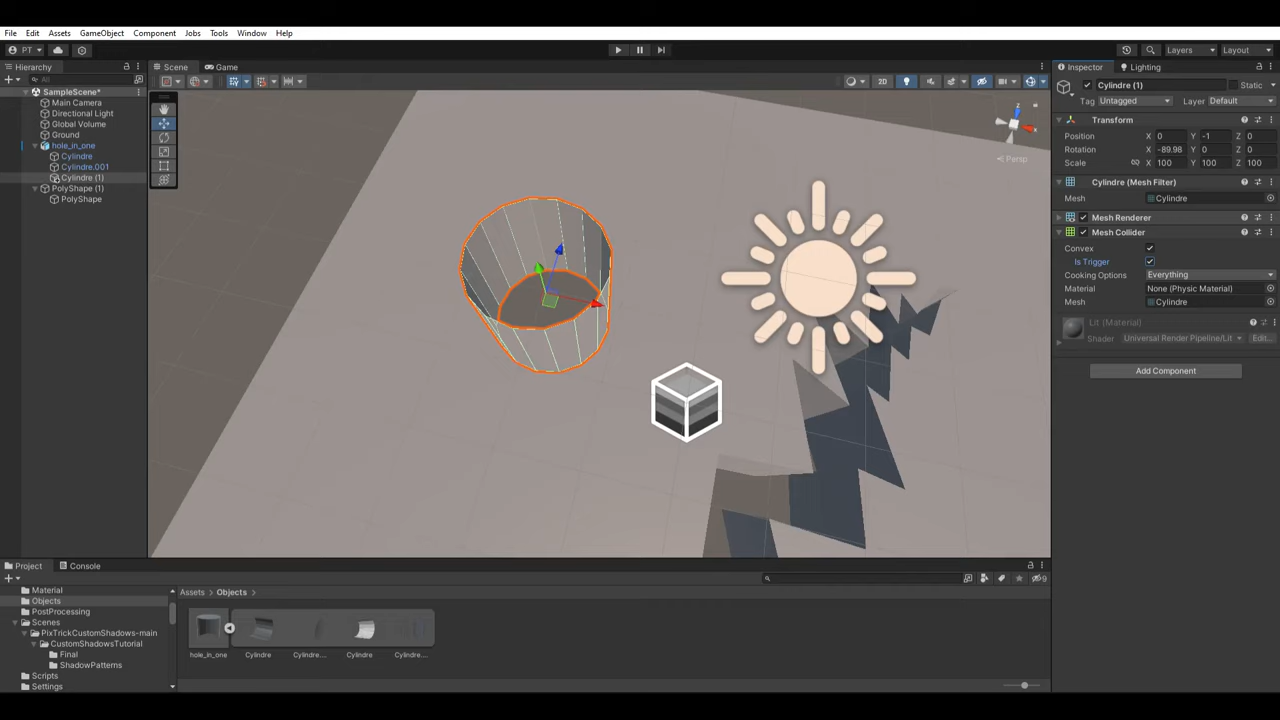 File Edit Assets GameObject Component Jobs Tools Window Help
PT Layers Layout
Hierarchy Scene Game Inspector Lighting
All 2D
SampleScene*
Main Camera
Directional Light
Global Volume
Ground
hole_in_one
Cylindre
Cylindre.001
Cylindre (1)
PolyShape (1)
PolyShape
Z
Persp
Cylindre (1) Static
Tag Untagged Layer Default
Transform
Position X 0 Y -1 Z 0
Rotation X -89.98 Y 0 Z 0
Scale X 100 Y 100 Z 100
Cylindre (Mesh Filter)
Mesh Cylindre
Mesh Renderer
Mesh Collider
Convex
Is Trigger
Cooking Options Everything
Material None (Physic Material)
Mesh Cylindre
Lit (Material)
Shader Universal Render Pipeline/Lit Edit...
Add Component
Project Console
9
Material
Objects
PostProcessing
Scenes
PixTrickCustomShadows-main
CustomShadowsTutorial
Final
ShadowPatterns
Scripts
Settings
Assets > Objects >
hole_in_one Cylindre Cylindre.... Cylindre Cylindre....